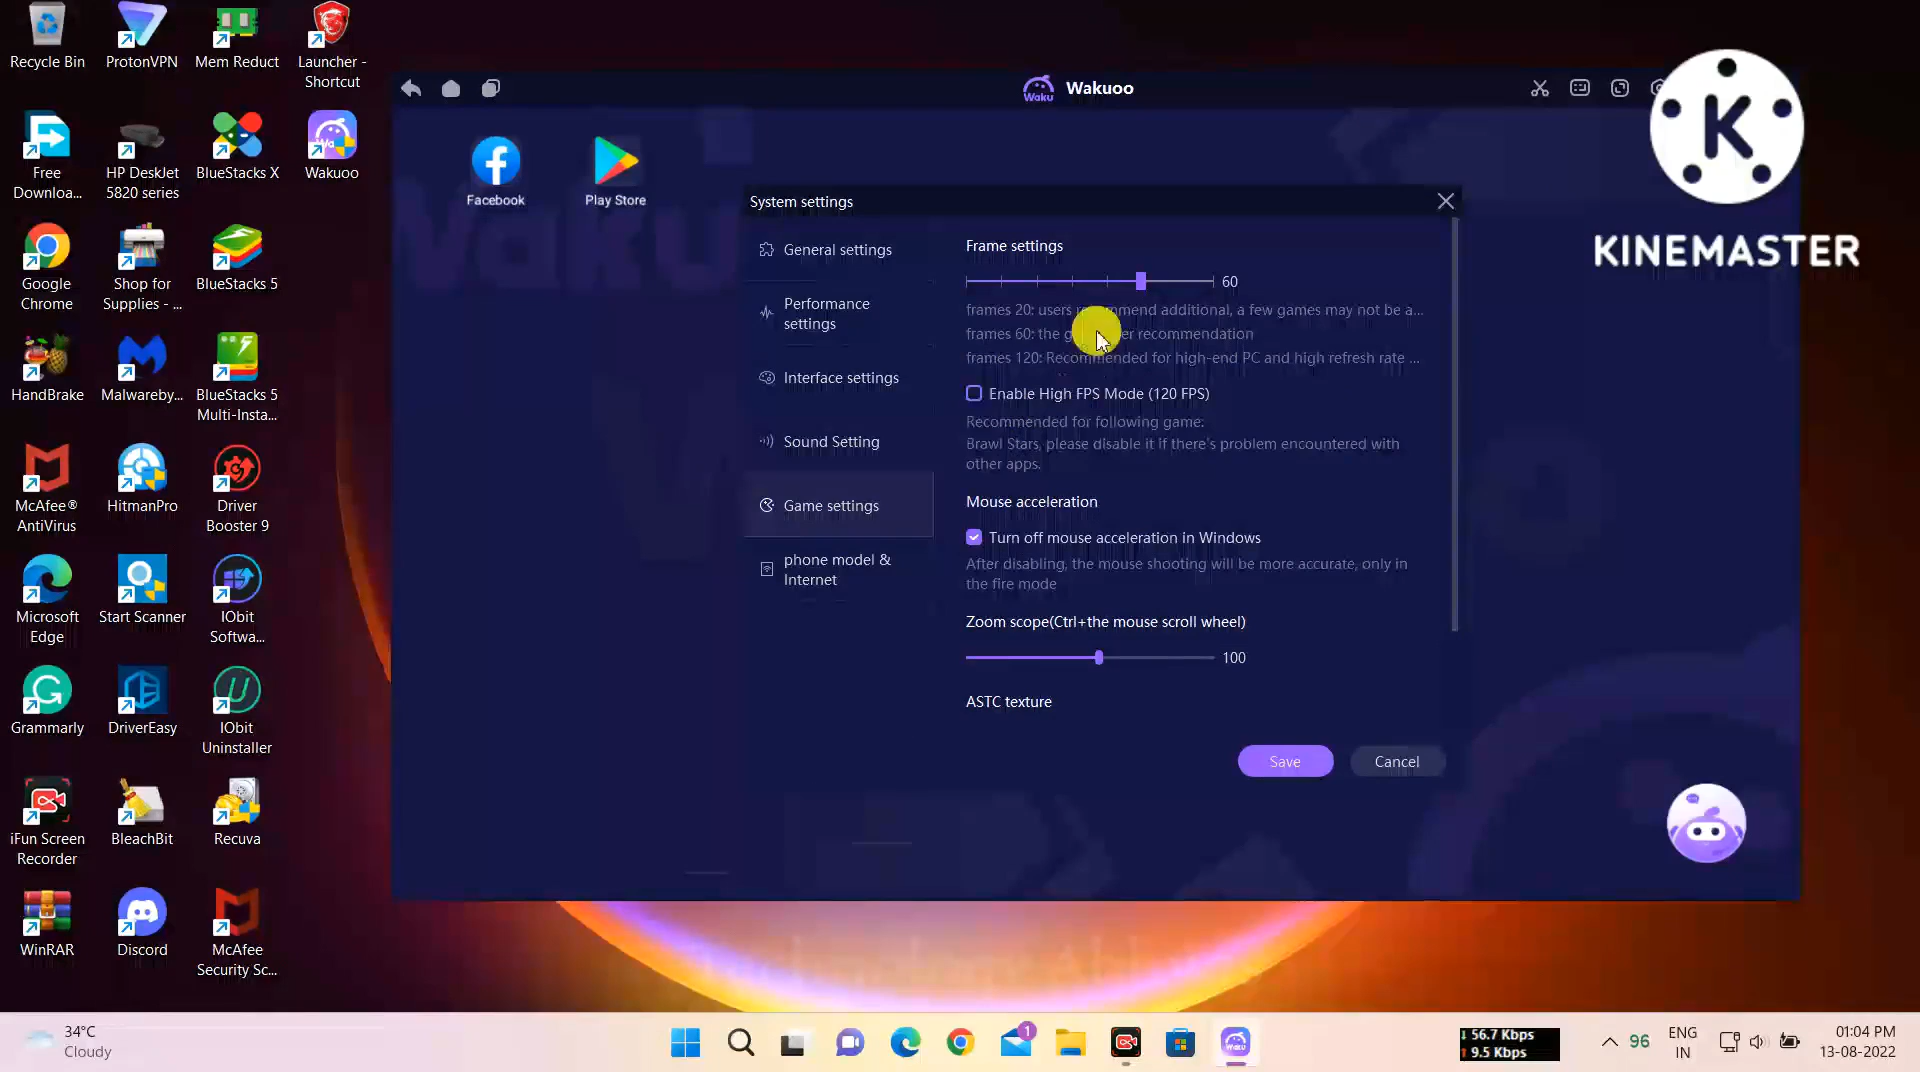 Recycle Bin
ProtonVPN
Mem Reduct
Launcher -
Shortcut
Free
Downloa...
HP DeskJet
5820 series
BlueStacks X
Wakuoo
Google
Chrome
Shop for
Supplies - ...
BlueStacks 5
HandBrake
Malwareby...
BlueStacks 5
Multi-Insta...
McAfee®
AntiVirus
HitmanPro
Driver
Booster 9
Microsoft
Edge
Start Scanner
IObit
Softwa...
Grammarly
DriverEasy
IObit
Uninstaller
iFun Screen
Recorder
BleachBit
Recuva
WinRAR
Discord
McAfee
Security Sc...
Waku
Wakuoo
Facebook
Play Store
System settings
General settings
Performance
settings
Interface settings
Sound Setting
Game settings
phone model &
Internet
Frame settings
60
frames 20: users recommend additional, a few games may not be a...
frames 60: the recommendation
frames 120: Recommended for high-end PC and high refresh rate ...
Enable High FPS Mode (120 FPS)
Recommended for following game:
Brawl Stars, please disable it if there's problem encountered with
other apps.
Mouse acceleration
Turn off mouse acceleration in Windows
After disabling, the mouse shooting will be more accurate, only in
the fire mode
Zoom scope(Ctrl+the mouse scroll wheel)
100
ASTC texture
Save
Cancel
K
KINEMASTER
34°C
Cloudy
1
Waku
↓ 56.7 Kbps
↑ 9.5 Kbps
96
ENG
IN
01:04 PM
13-08-2022